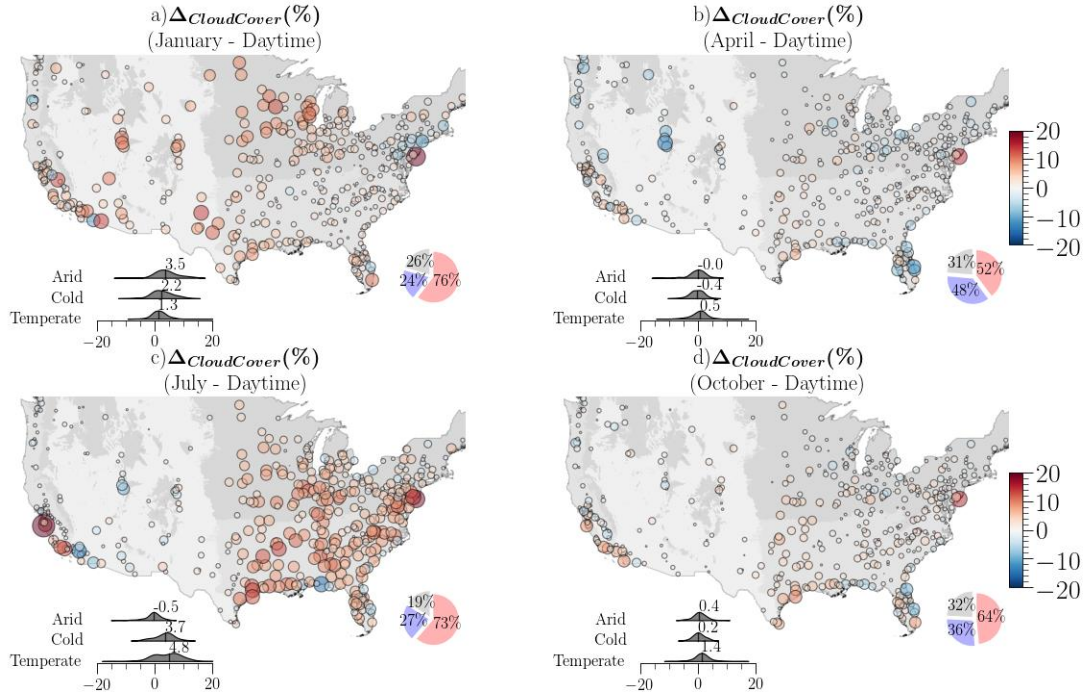 a)Δ_CloudCover(%)
(January - Daytime)
b)Δ_CloudCover(%)
(April - Daytime)
20
10
0
−10
−20
3.5
Arid
2.2
Cold
1.3
Temperate
−20 0 20
26%
24% 76%
-0.0
Arid
-0.4
Cold
0.5
Temperate
−20 0 20
31%
52%
48%
c)Δ_CloudCover(%)
(July - Daytime)
d)Δ_CloudCover(%)
(October - Daytime)
20
10
0
−10
−20
-0.5
Arid
3.7
Cold
4.8
Temperate
−20 0 20
19%
27% 73%
0.4
Arid
0.2
Cold
1.4
Temperate
−20 0 20
32%
64%
36%